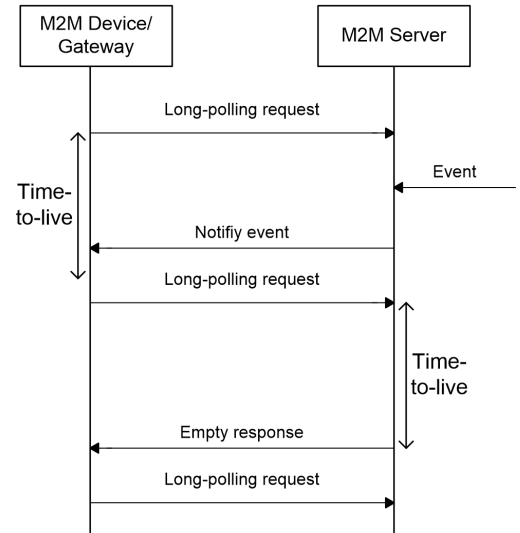 M2M Device/
Gateway
M2M Server
Long-polling request
Event
Time-
to-live
Notifiy event
Long-polling request
Time-
to-live
Empty response
Long-polling request